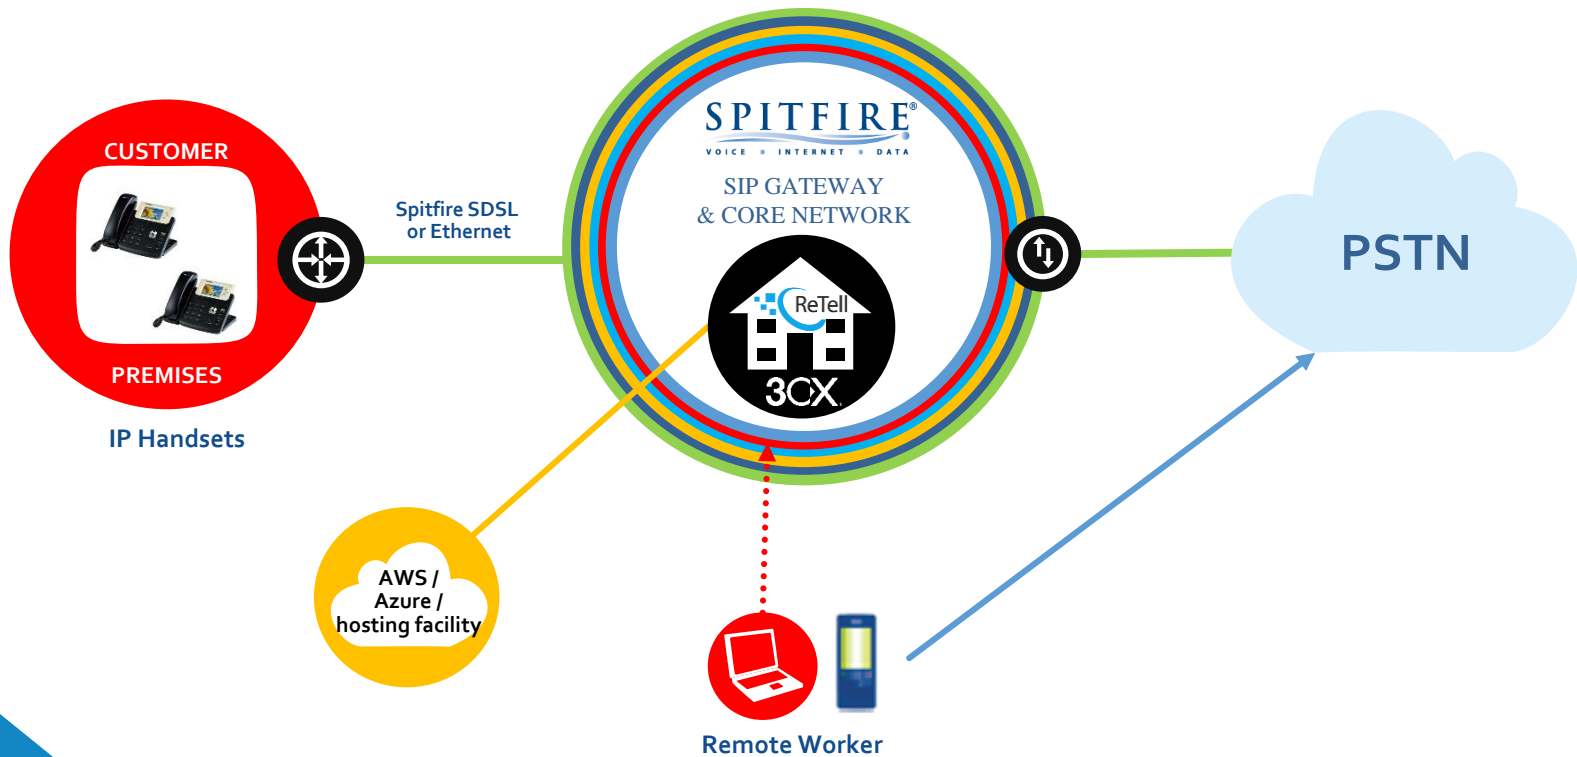 SPITFIRE®
VOICE INTERNET DATA
SIP GATEWAY
& CORE NETWORK
CUSTOMER
PREMISES
IP Handsets
Spitfire SDSL
or Ethernet
ReTell
3CX
PSTN
AWS /
Azure /
hosting facility
Remote Worker